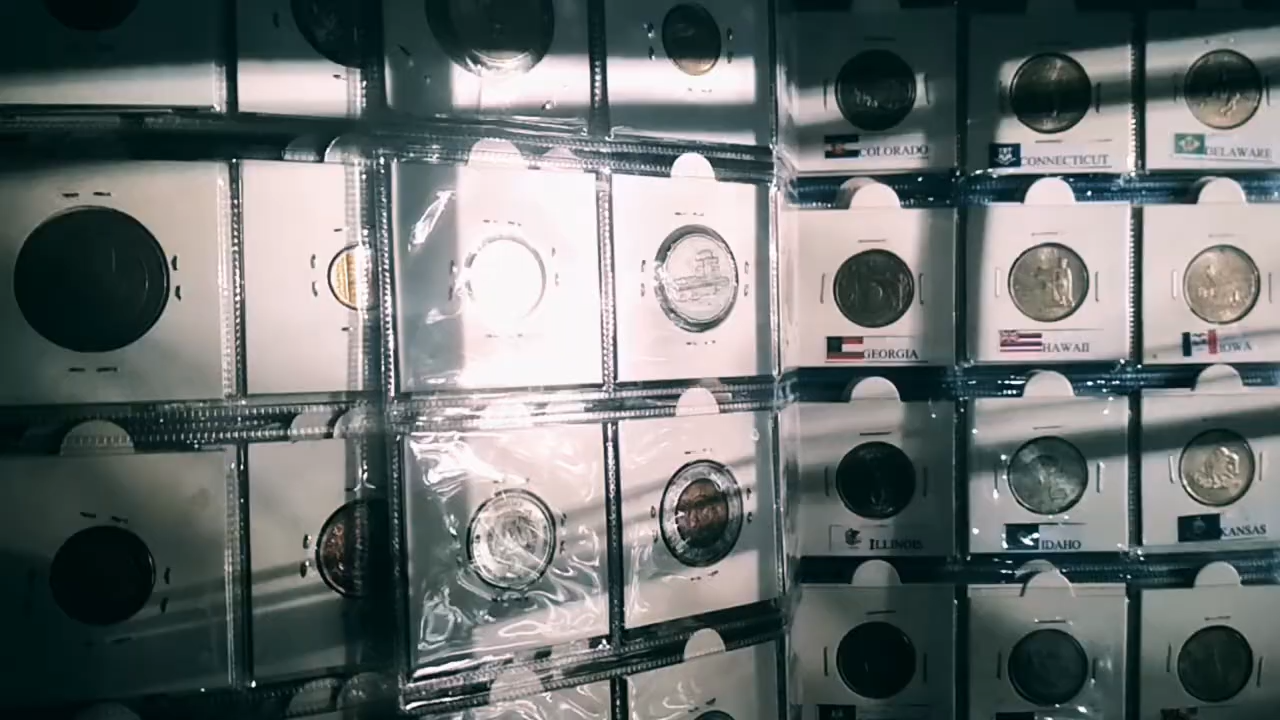 COLORADO
CONNECTICUT
DELAWARE
GEORGIA
HAWAII
IOWA
ILLINOIS
IDAHO
KANSAS